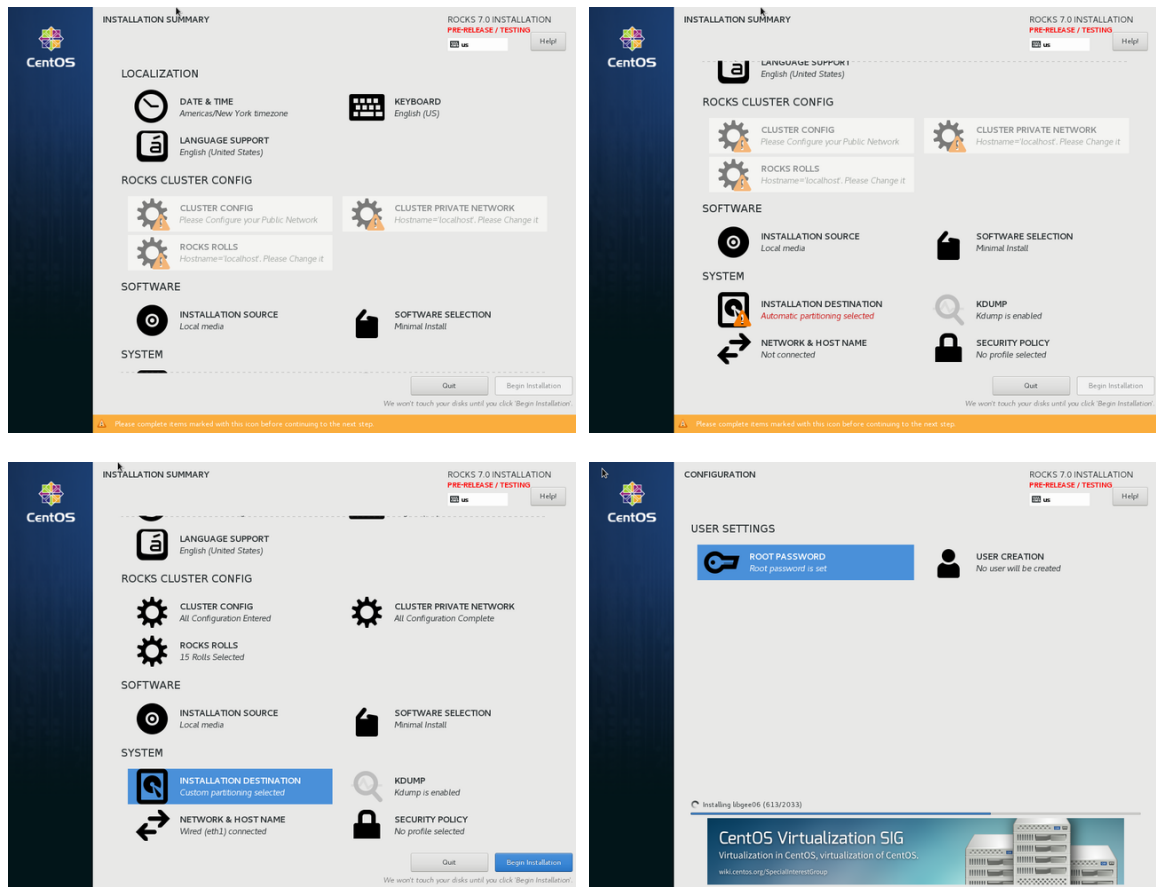 INSTALLATION SUMMARY
ROCKS 7.0 INSTALLATION
PRE-RELEASE / TESTING
us
Help!
CentOS
LOCALIZATION
DATE & TIME
Americas/New York timezone
KEYBOARD
English (US)
LANGUAGE SUPPORT
English (United States)
ROCKS CLUSTER CONFIG
CLUSTER CONFIG
Please Configure your Public Network
CLUSTER PRIVATE NETWORK
Hostname='localhost'. Please Change it
ROCKS ROLLS
Hostname='localhost'. Please Change it
SOFTWARE
INSTALLATION SOURCE
Local media
SOFTWARE SELECTION
Minimal Install
SYSTEM
Quit
Begin Installation
We won't touch your disks until you click 'Begin Installation'.
Please complete items marked with this icon before continuing to the next step.
INSTALLATION SUMMARY
ROCKS 7.0 INSTALLATION
PRE-RELEASE / TESTING
us
Help!
CentOS
LANGUAGE SUPPORT
English (United States)
ROCKS CLUSTER CONFIG
CLUSTER CONFIG
Please Configure your Public Network
CLUSTER PRIVATE NETWORK
Hostname='localhost'. Please Change it
ROCKS ROLLS
Hostname='localhost'. Please Change it
SOFTWARE
INSTALLATION SOURCE
Local media
SOFTWARE SELECTION
Minimal Install
SYSTEM
INSTALLATION DESTINATION
Automatic partitioning selected
KDUMP
Kdump is enabled
NETWORK & HOST NAME
Not connected
SECURITY POLICY
No profile selected
Quit
Begin Installation
We won't touch your disks until you click 'Begin Installation'.
Please complete items marked with this icon before continuing to the next step.
INSTALLATION SUMMARY
ROCKS 7.0 INSTALLATION
PRE-RELEASE / TESTING
us
Help!
CentOS
LANGUAGE SUPPORT
English (United States)
ROCKS CLUSTER CONFIG
CLUSTER CONFIG
All Configuration Entered
CLUSTER PRIVATE NETWORK
All Configuration Complete
ROCKS ROLLS
15 Rolls Selected
SOFTWARE
INSTALLATION SOURCE
Local media
SOFTWARE SELECTION
Minimal Install
SYSTEM
INSTALLATION DESTINATION
Custom partitioning selected
KDUMP
Kdump is enabled
NETWORK & HOST NAME
Wired (eth1) connected
SECURITY POLICY
No profile selected
Quit
Begin Installation
We won't touch your disks until you click 'Begin Installation'.
CONFIGURATION
ROCKS 7.0 INSTALLATION
PRE-RELEASE / TESTING
us
Help!
CentOS
USER SETTINGS
ROOT PASSWORD
Root password is set
USER CREATION
No user will be created
Installing libgee06 (613/2033)
CentOS Virtualization SIG
Virtualization in CentOS, virtualization of CentOS.
wiki.centos.org/SpecialInterestGroup